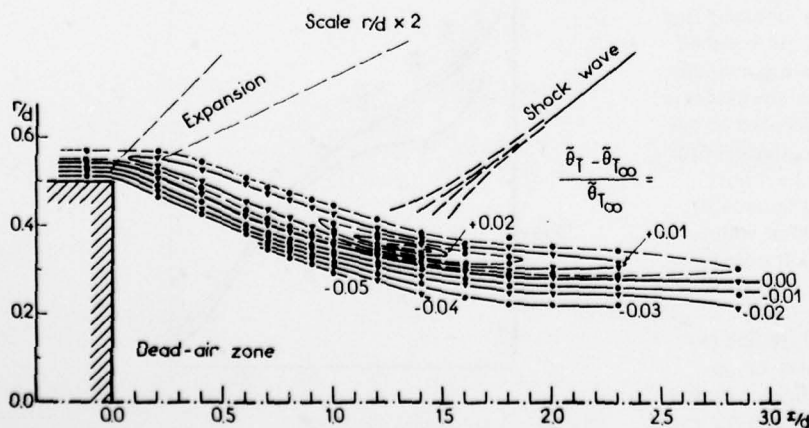 Scale r/d × 2
Expansion
Shock wave
r/d
0.6
0.4
0.2
0.0
θ̃T - θ̃T∞
θ̃T∞
=
+0.02
+0.01
0.00
-0.01
-0.02
-0.03
-0.04
-0.05
Dead-air zone
0.0 0.5 1.0 1.5 2.0 2.5 3.0 x/d